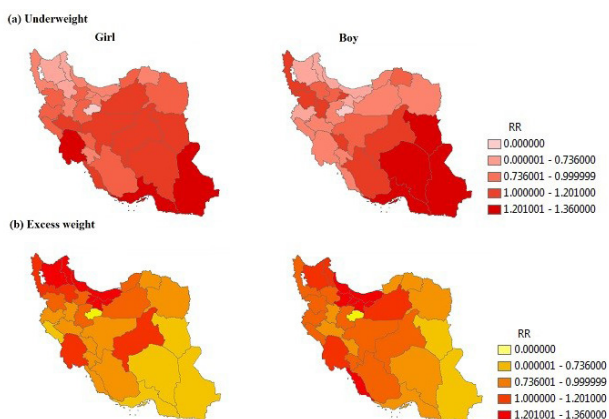 (a) Underweight
Girl
Boy
RR
0.000000
0.000001 - 0.736000
0.736001 - 0.999999
1.000000 - 1.201000
1.201001 - 1.360000
(b) Excess weight
RR
0.000000
0.000001 - 0.736000
0.736001 - 0.999999
1.000000 - 1.201000
1.201001 - 1.360000